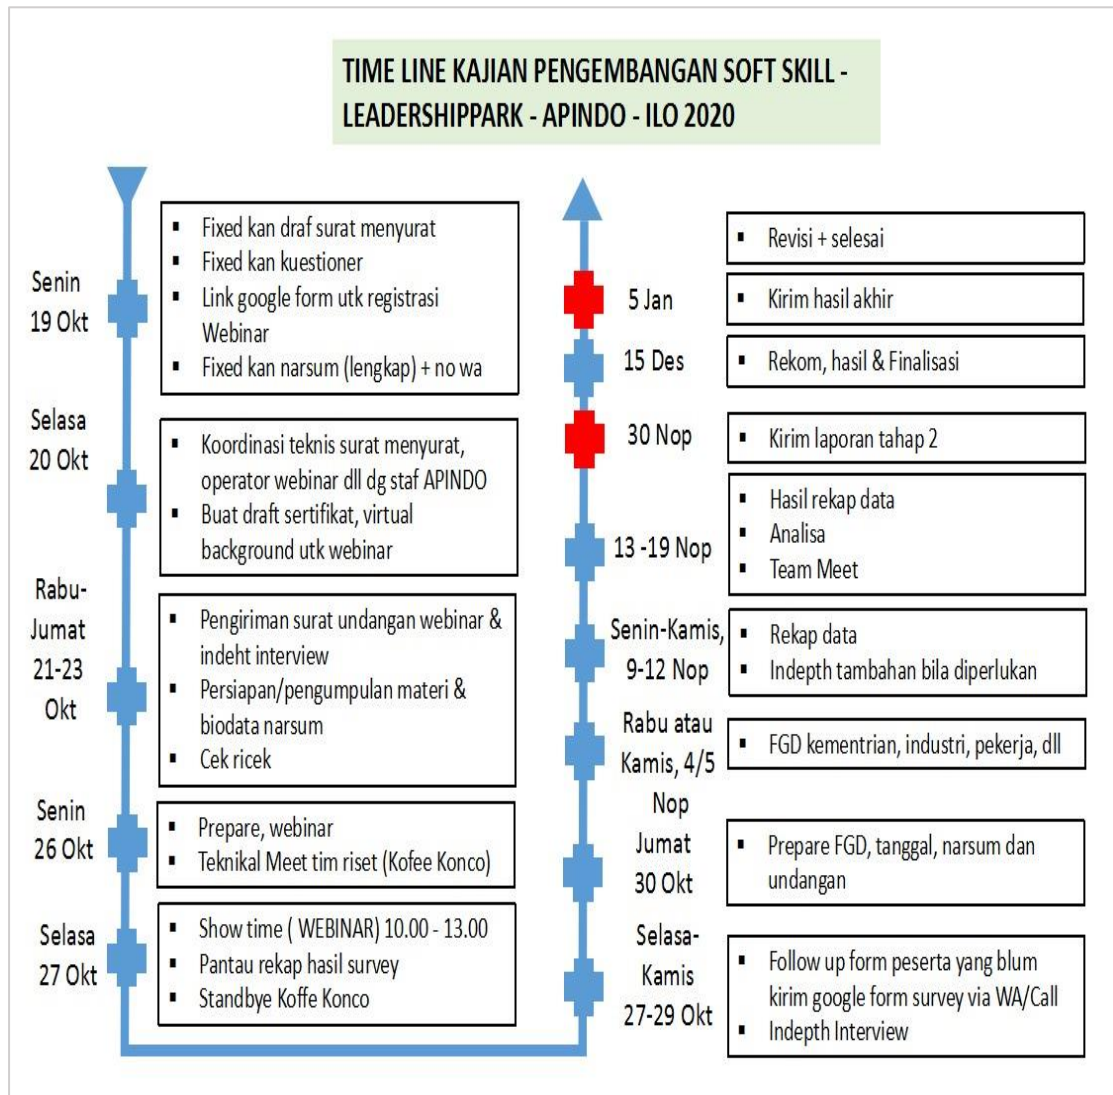 TIME LINE KAJIAN PENGEMBANGAN SOFT SKILL -
LEADERSHIPPARK - APINDO - ILO 2020
Senin
19 Okt
▪ Fixed kan draf surat menyurat
▪ Fixed kan kuestioner
▪ Link google form utk registrasi
Webinar
▪ Fixed kan narsum (lengkap) + no wa
Selasa
20 Okt
▪ Koordinasi teknis surat menyurat,
operator webinar dll dg staf APINDO
▪ Buat draft sertifikat, virtual
background utk webinar
Rabu-
Jumat
21-23
Okt
▪ Pengiriman surat undangan webinar &
indeht interview
▪ Persiapan/pengumpulan materi &
biodata narsum
▪ Cek ricek
Senin
26 Okt
▪ Prepare, webinar
▪ Teknikal Meet tim riset (Kofee Konco)
Selasa
27 Okt
▪ Show time ( WEBINAR) 10.00 - 13.00
▪ Pantau rekap hasil survey
▪ Standbye Koffe Konco
▪ Revisi + selesai
5 Jan
▪ Kirim hasil akhir
15 Des
▪ Rekom, hasil & Finalisasi
30 Nop
▪ Kirim laporan tahap 2
13 -19 Nop
▪ Hasil rekap data
▪ Analisa
▪ Team Meet
Senin-Kamis,
9-12 Nop
▪ Rekap data
▪ Indepth tambahan bila diperlukan
Rabu atau
Kamis, 4/5
Nop
▪ FGD kementrian, industri, pekerja, dll
Jumat
30 Okt
▪ Prepare FGD, tanggal, narsum dan
undangan
Selasa-
Kamis
27-29 Okt
▪ Follow up form peserta yang blum
kirim google form survey via WA/Call
▪ Indepth Interview